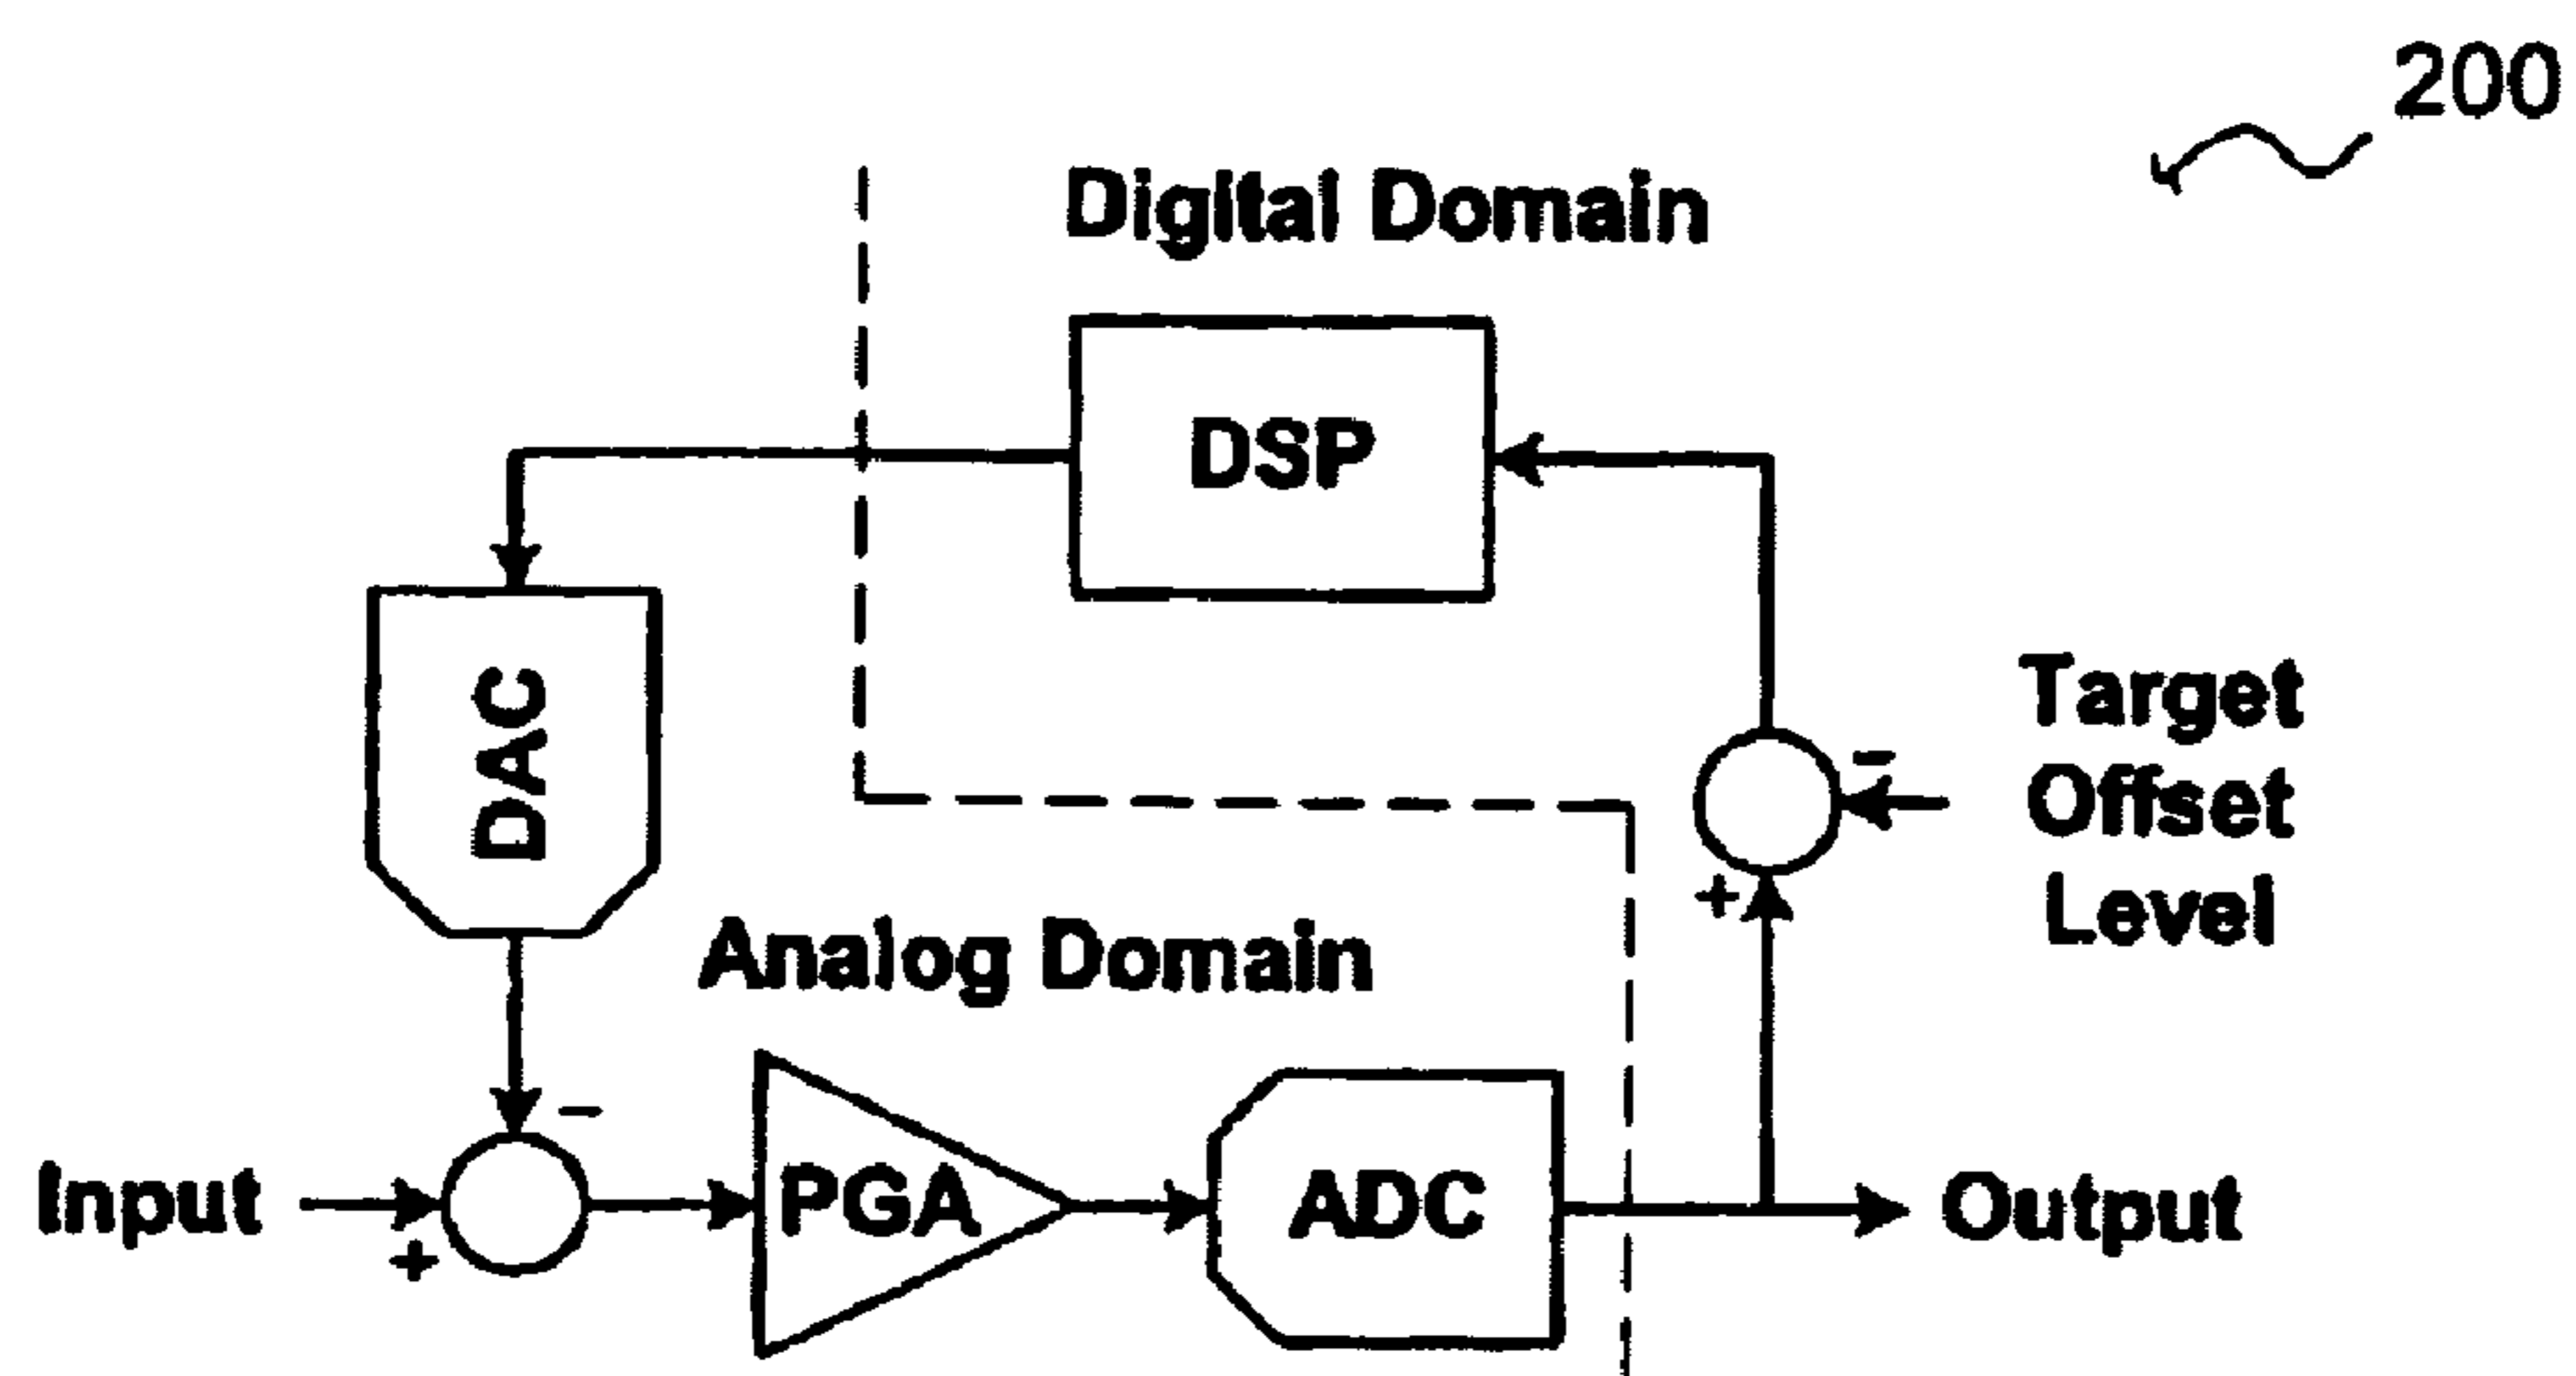 200
Digital Domain
DSP
DAC
Target
Offset
Level
-
+
Analog Domain
-
Input
+
PGA
ADC
Output